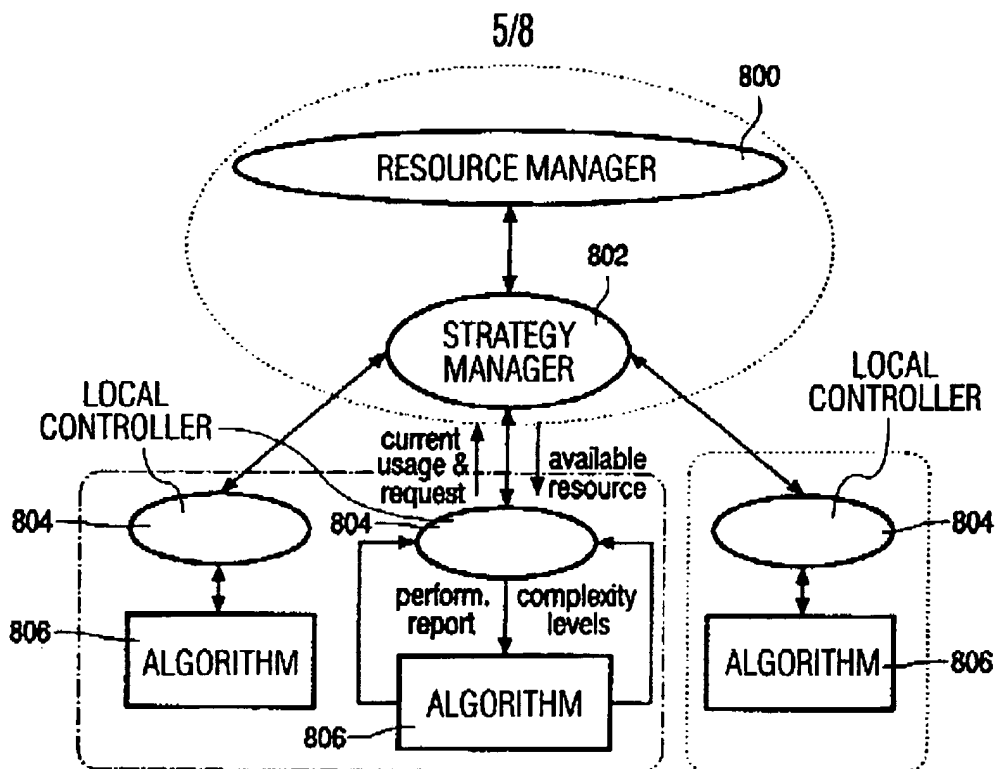 5/8
800
RESOURCE MANAGER
802
STRATEGY
MANAGER
LOCAL
CONTROLLER
LOCAL
CONTROLLER
current
usage &
request
available
resource
804
804
804
perform.
report
complexity
levels
806
ALGORITHM
806
ALGORITHM
ALGORITHM
806